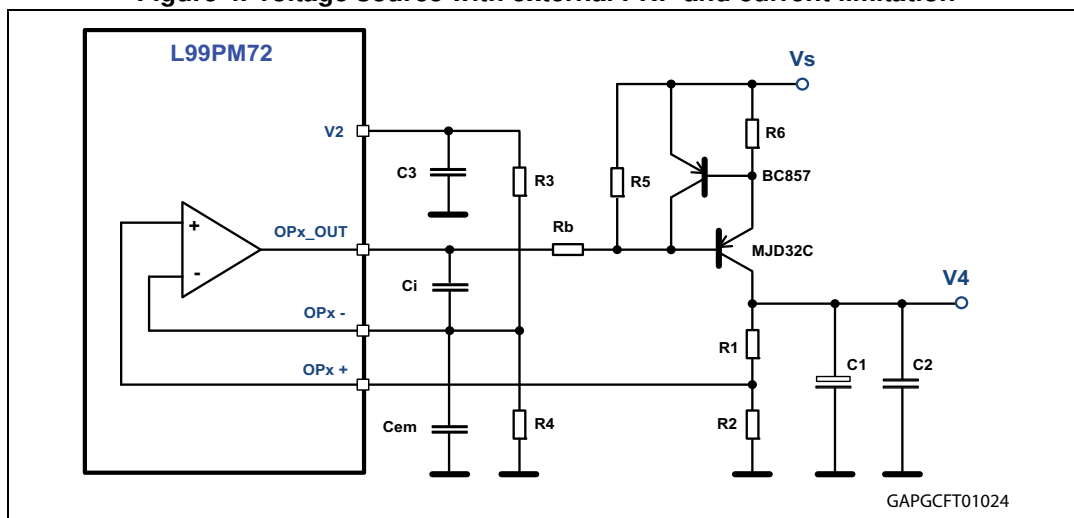 L99PM72
Vs
V2
R6
C3
R3
R5
BC857
OPx_OUT
Rb
+
-
MJD32C
Ci
V4
OPx -
R1
C1
C2
OPx +
Cem
R4
R2
GAPGCFT01024